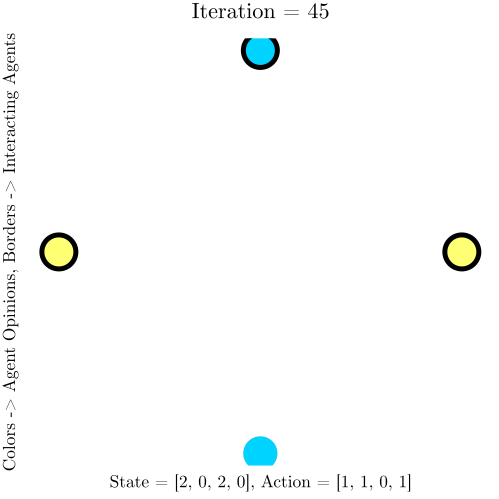 Iteration = 45
Colors -> Agent Opinions, Borders -> Interacting Agents
State = [2, 0, 2, 0], Action = [1, 1, 0, 1]